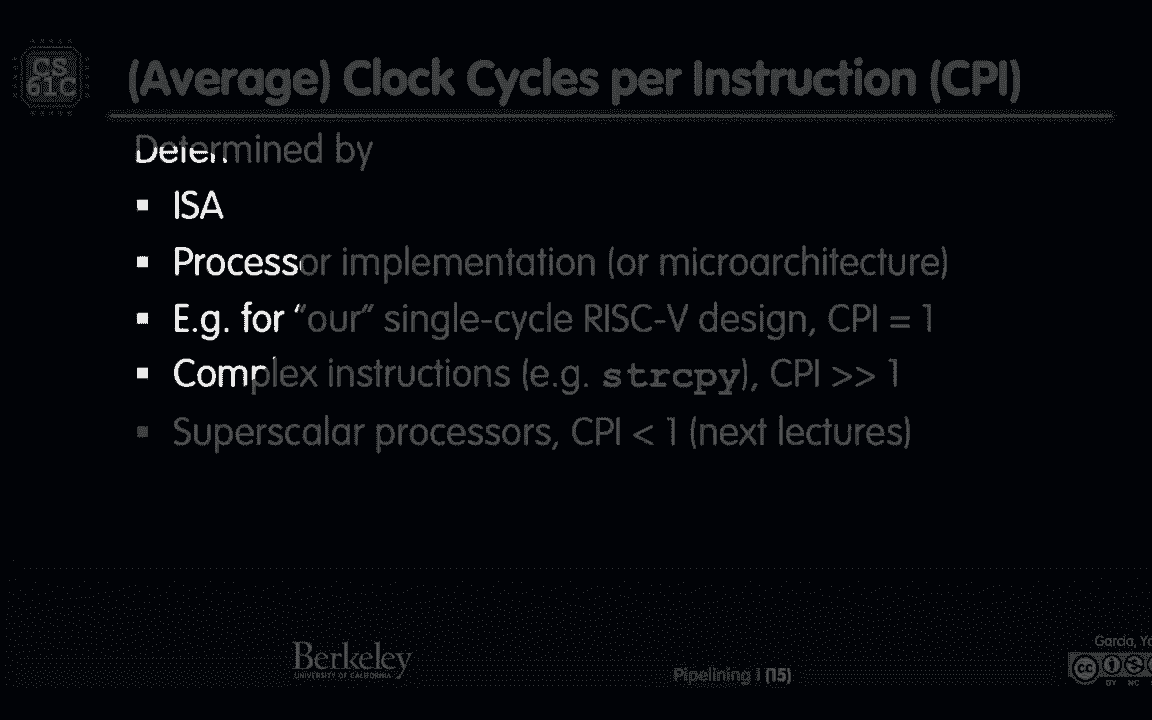 CS
61C
(Average) Clock Cycles per Instruction (CPI)
Determined by
▪ ISA
▪ Processor implementation (or microarchitecture)
▪ E.g. for “our” single-cycle RISC-V design, CPI = 1
▪ Complex instructions (e.g. strcpy), CPI >> 1
▪ Superscalar processors, CPI < 1 (next lectures)
Garcia,
Berkeley
UNIVERSITY OF CALIFORNIA
Pipelining I (15)
cc
BY NC